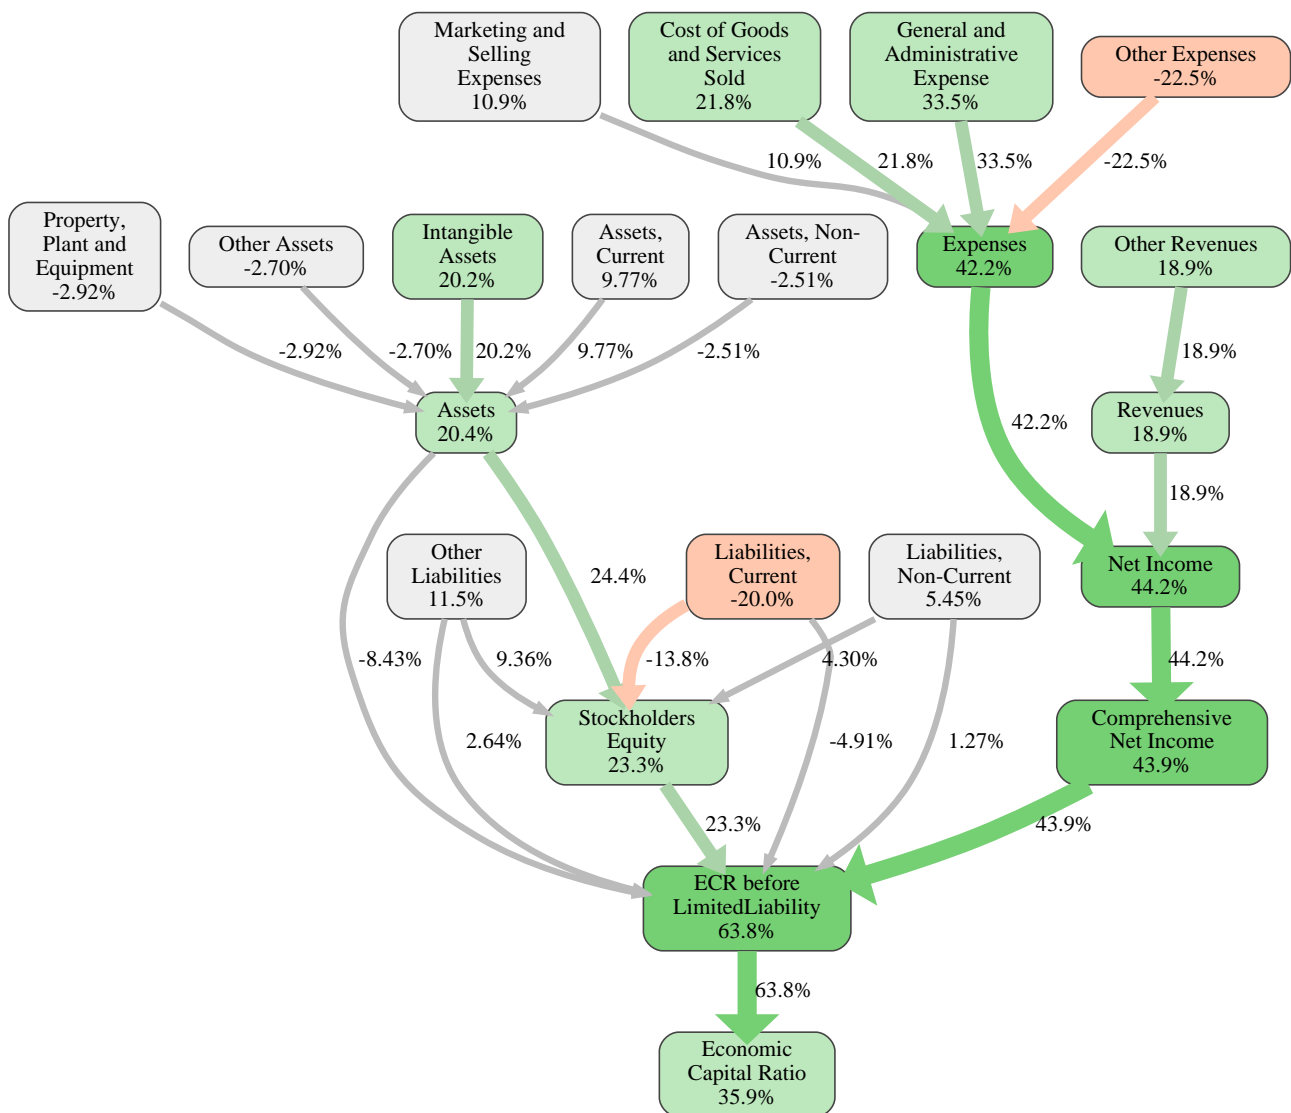 Marketing and
Selling
Expenses
10.9%
Cost of Goods
and Services
Sold
21.8%
General and
Administrative
Expense
33.5%
Other Expenses
-22.5%
10.9%
21.8%
33.5%
-22.5%
Property,
Plant and
Equipment
-2.92%
Other Assets
-2.70%
Intangible
Assets
20.2%
Assets,
Current
9.77%
Assets, Non-
Current
-2.51%
Expenses
42.2%
Other Revenues
18.9%
-2.92%
-2.70%
20.2%
9.77%
-2.51%
18.9%
Assets
20.4%
42.2%
Revenues
18.9%
18.9%
Other
Liabilities
11.5%
24.4%
Liabilities,
Current
-20.0%
Liabilities,
Non-Current
5.45%
Net Income
44.2%
-8.43%
9.36%
-13.8%
4.30%
44.2%
2.64%
Stockholders
Equity
23.3%
-4.91%
1.27%
Comprehensive
Net Income
43.9%
23.3%
43.9%
ECR before
LimitedLiability
63.8%
63.8%
Economic
Capital Ratio
35.9%